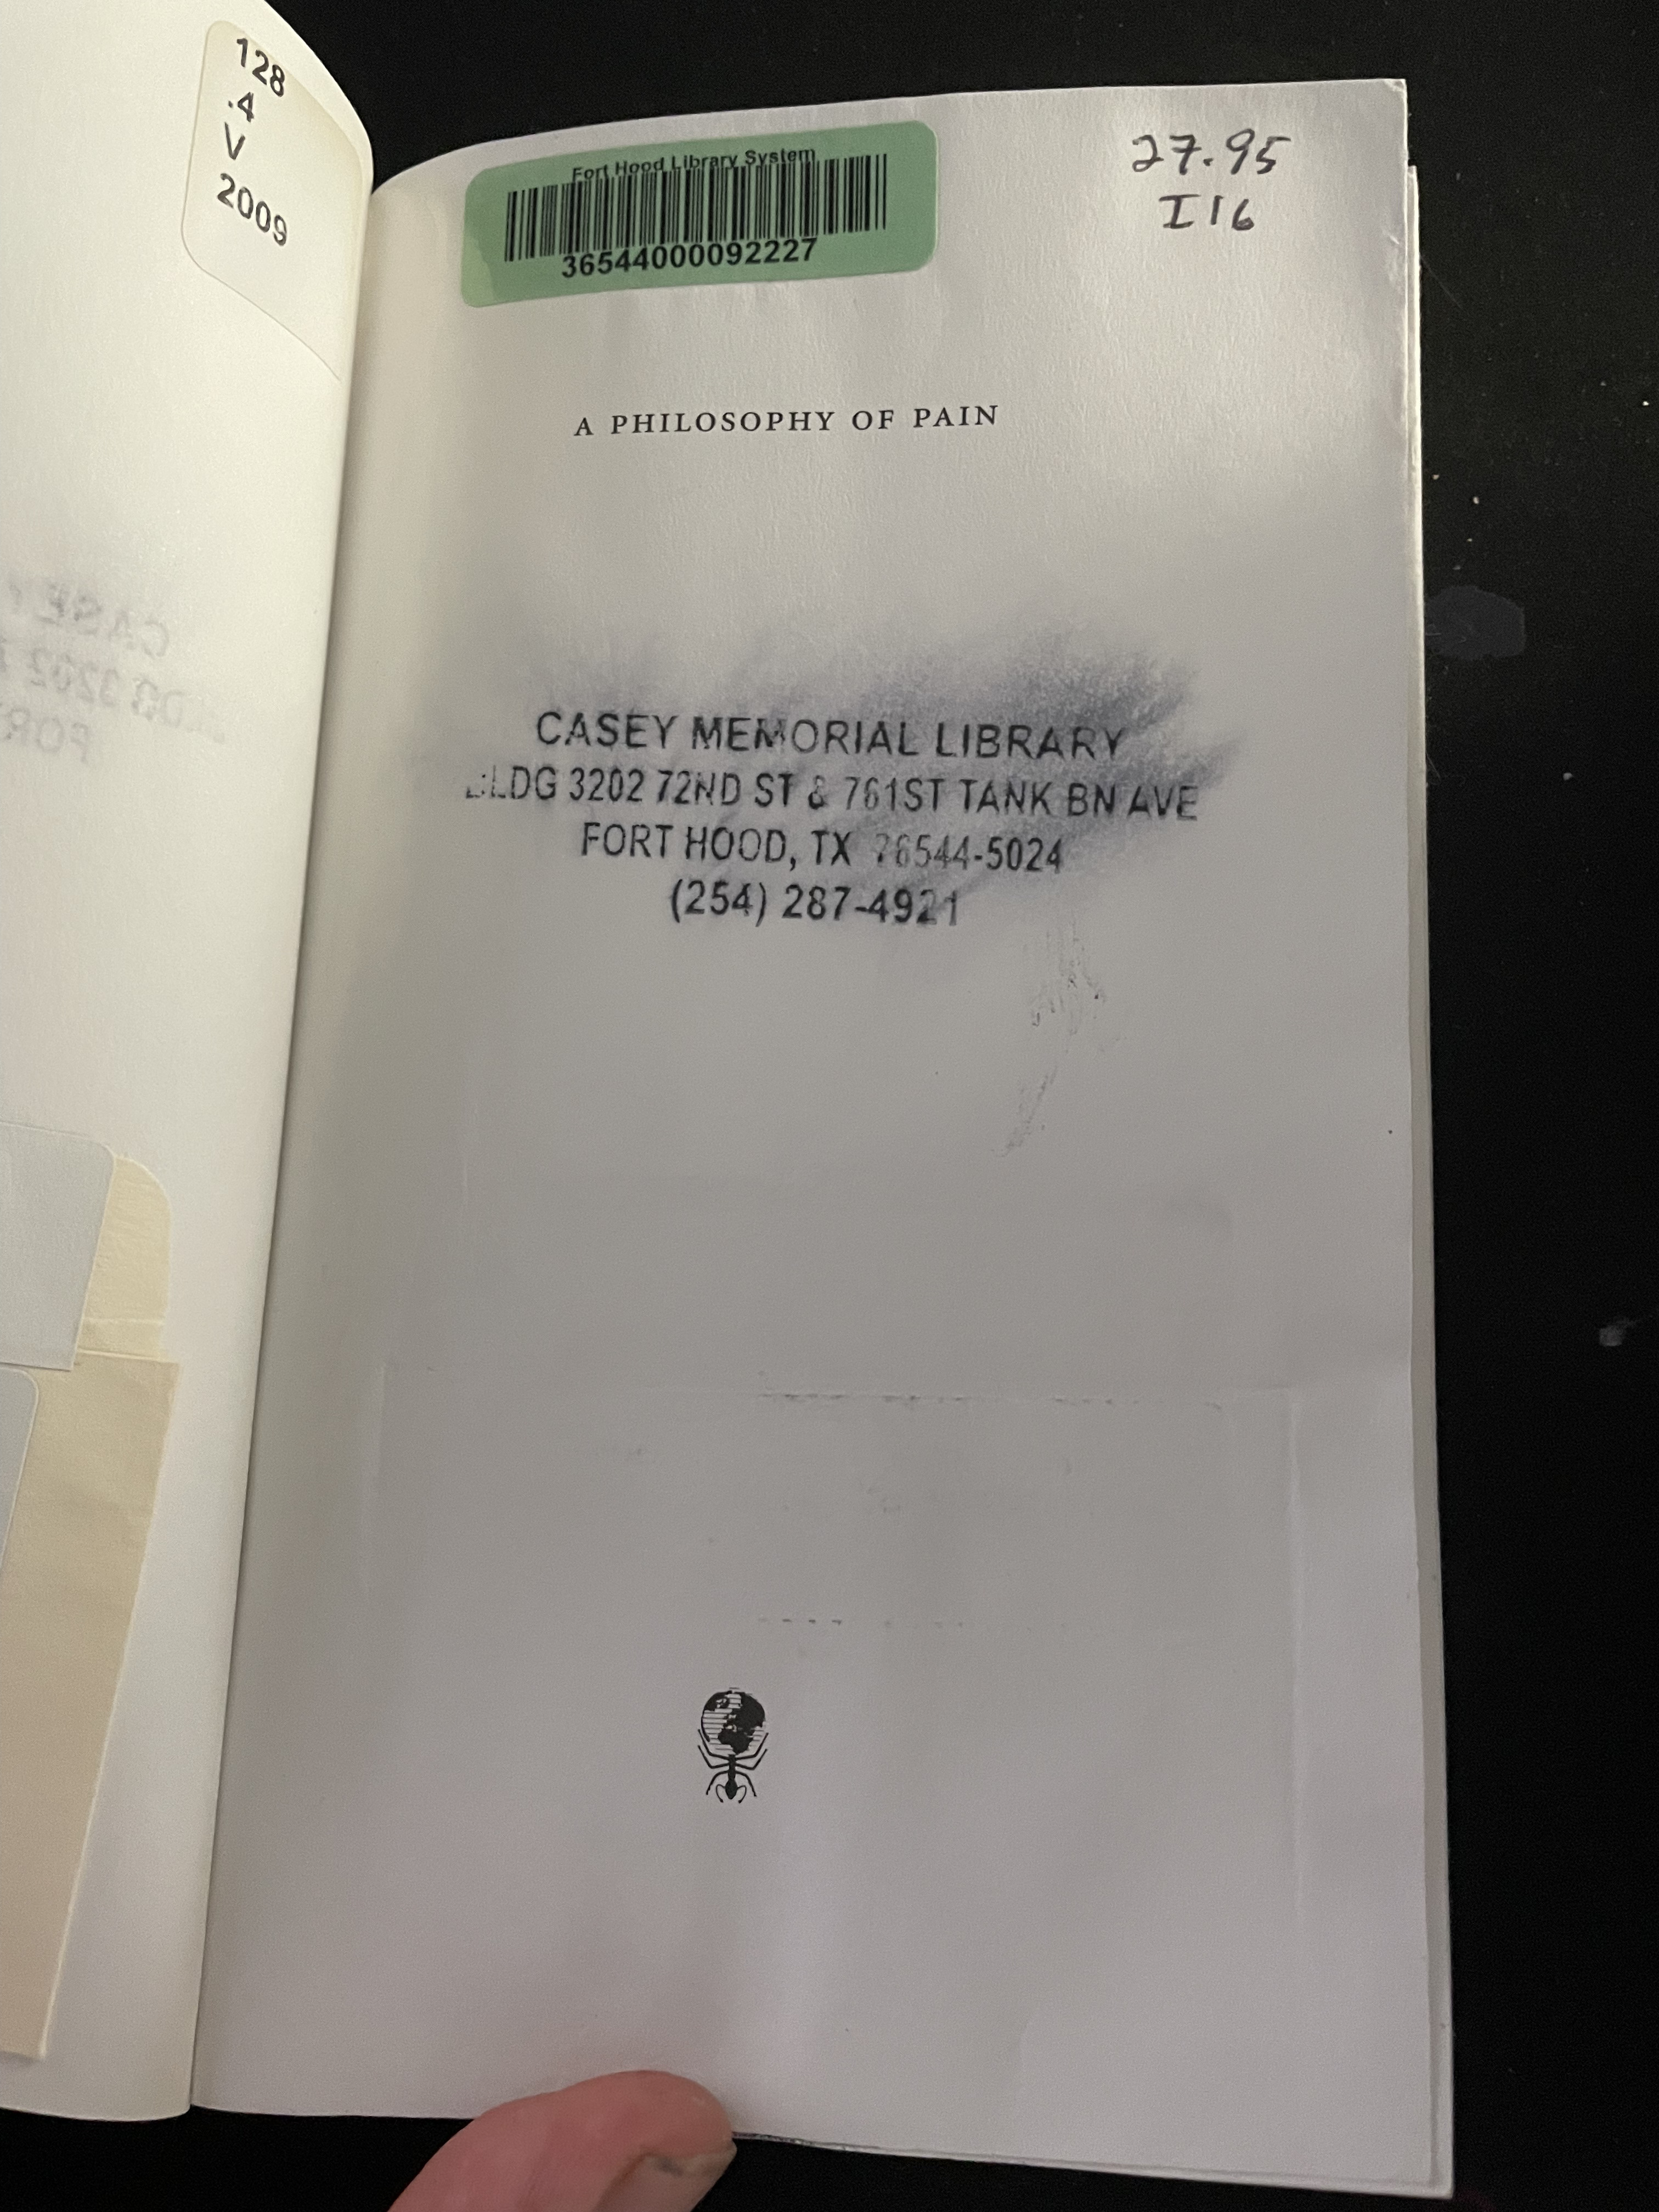 128
.4
V
2009
Fort Hood Library System
36544000092227
27.95
I16
A PHILOSOPHY OF PAIN
CASEY MEMORIAL LIBRARY
BLDG 3202 72ND ST & 761ST TANK BN AVE
FORT HOOD, TX 76544-5024
(254) 287-4921